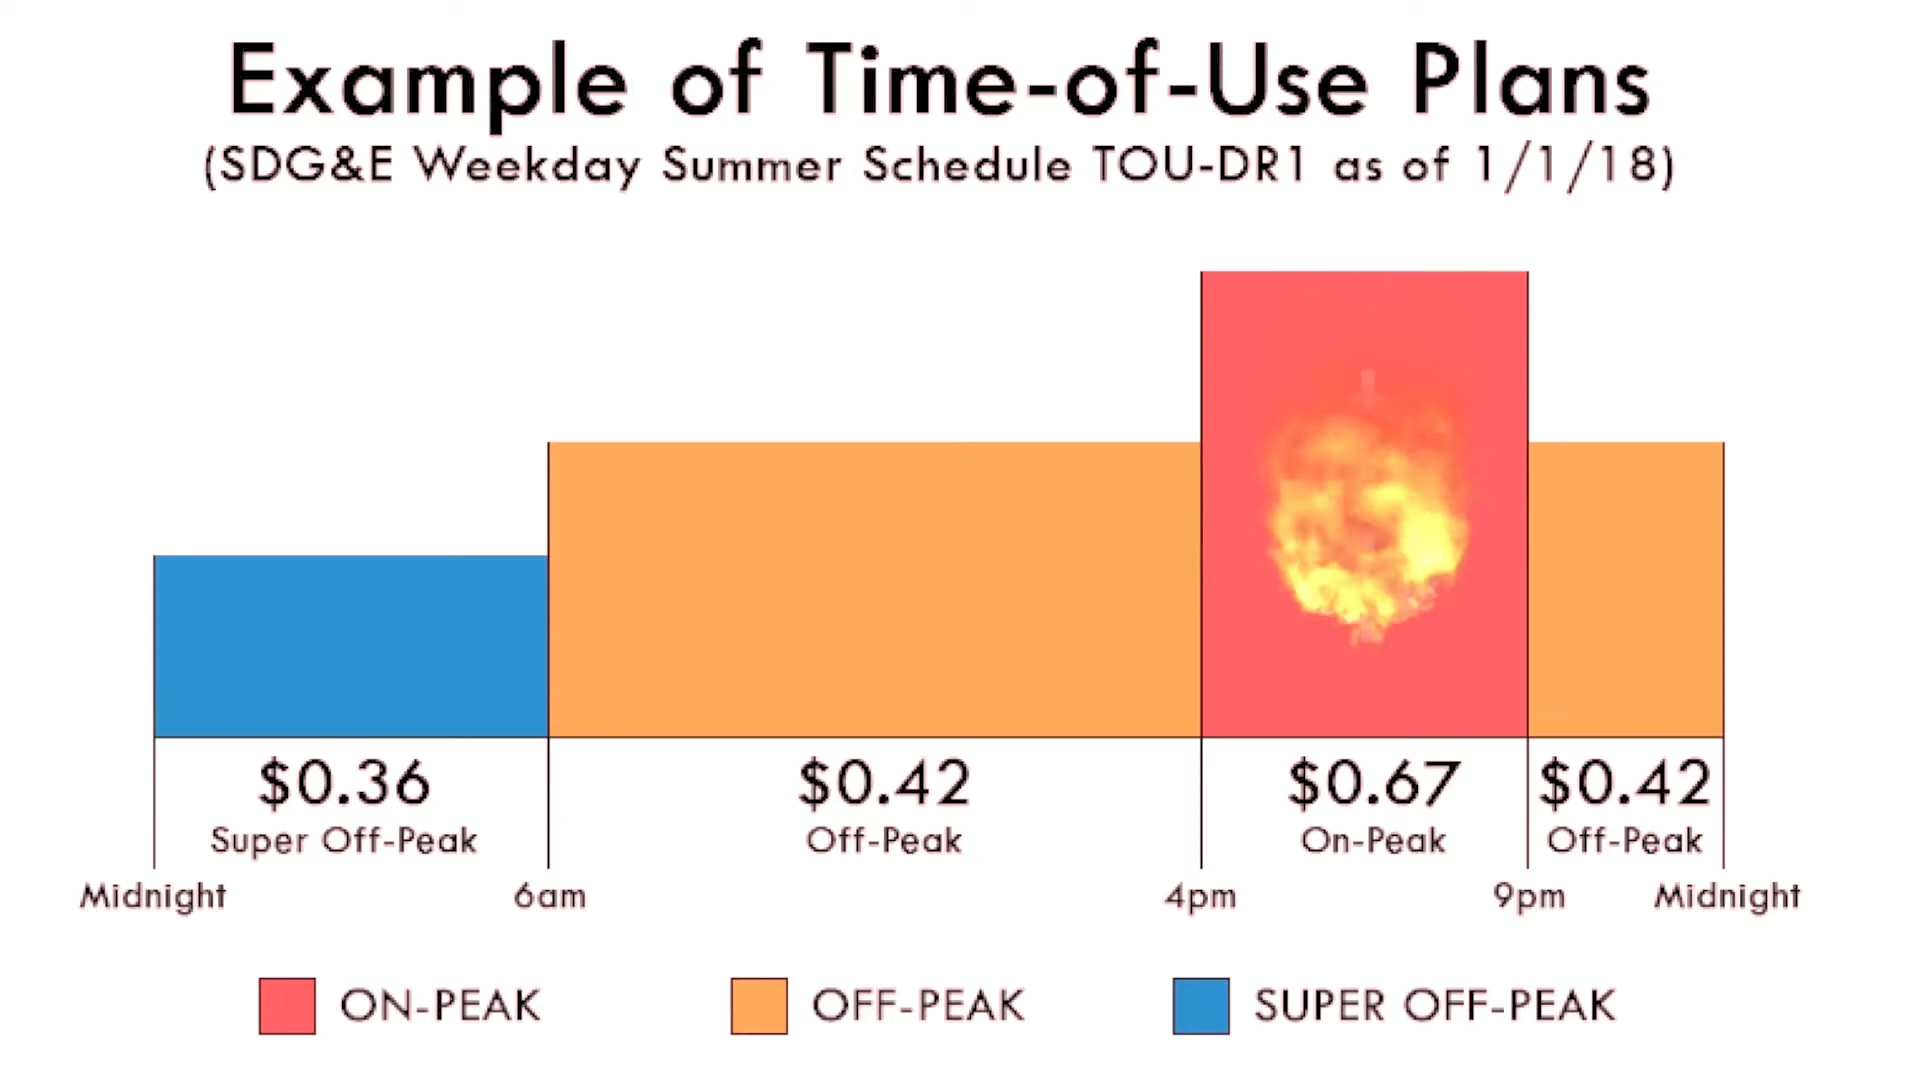 Example of Time-of-Use Plans
(SDG&E Weekday Summer Schedule TOU-DR1 as of 1/1/18)
$0.36 $0.42 $0.67 $0.42
Super Off-Peak Off-Peak On-Peak Off-Peak
Midnight 6am 4pm 9pm Midnight
ON-PEAK OFF-PEAK SUPER OFF-PEAK